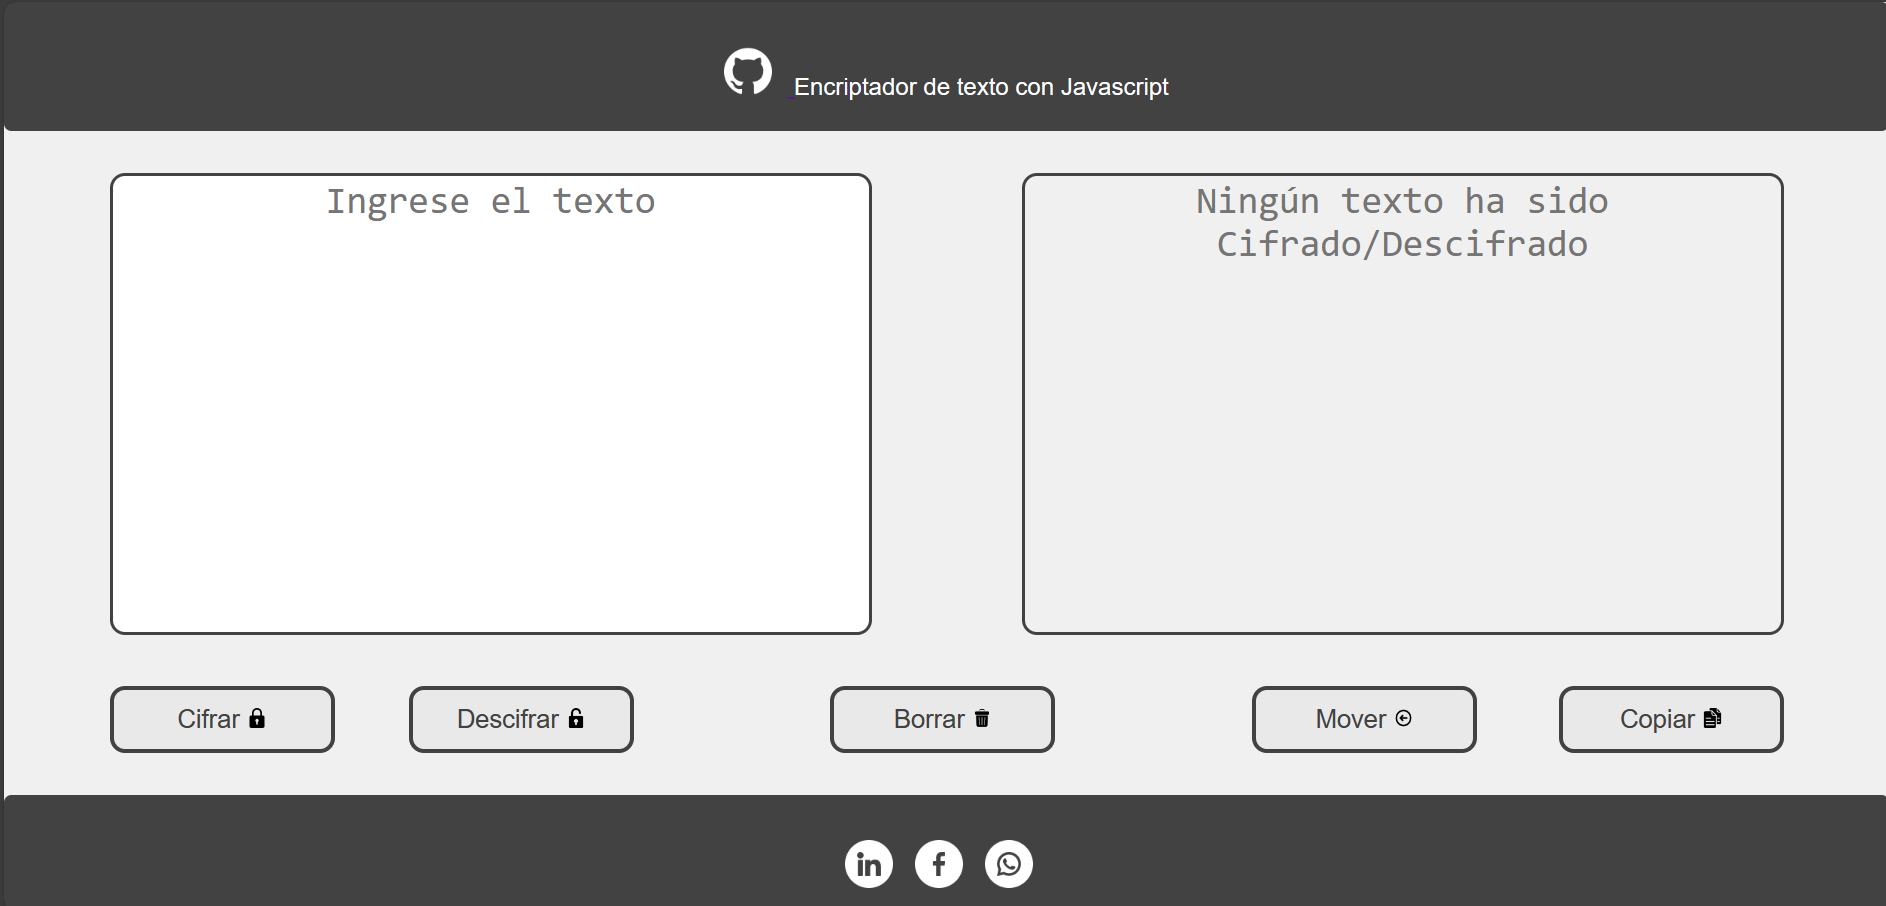 Encriptador de texto con Javascript
Ingrese el texto
Ningún texto ha sido
Cifrado/Descifrado
Cifrar
Descifrar
Borrar
Mover
Copiar